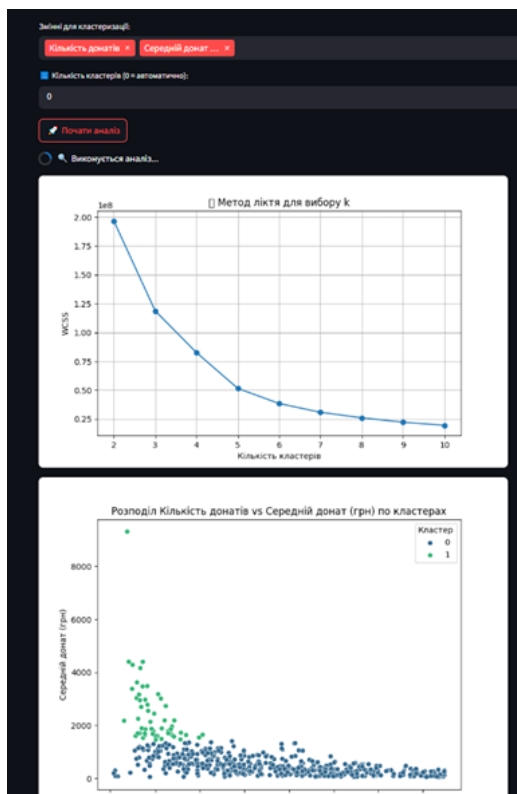 Змінні для кластеризації:
Кількість донатів × Середній донат ... ×
Кількість кластерів (0 = автоматично):
0
Почати аналіз
Виконується аналіз...
Метод ліктя для вибору k
1e8
2.00
1.75
1.50
1.25
1.00
0.75
0.50
0.25
WCSS
2 3 4 5 6 7 8 9 10
Кількість кластерів
Розподіл Кількість донатів vs Середній донат (грн) по кластерах
Кластер
0
1
8000
6000
4000
2000
0
Середній донат (грн)